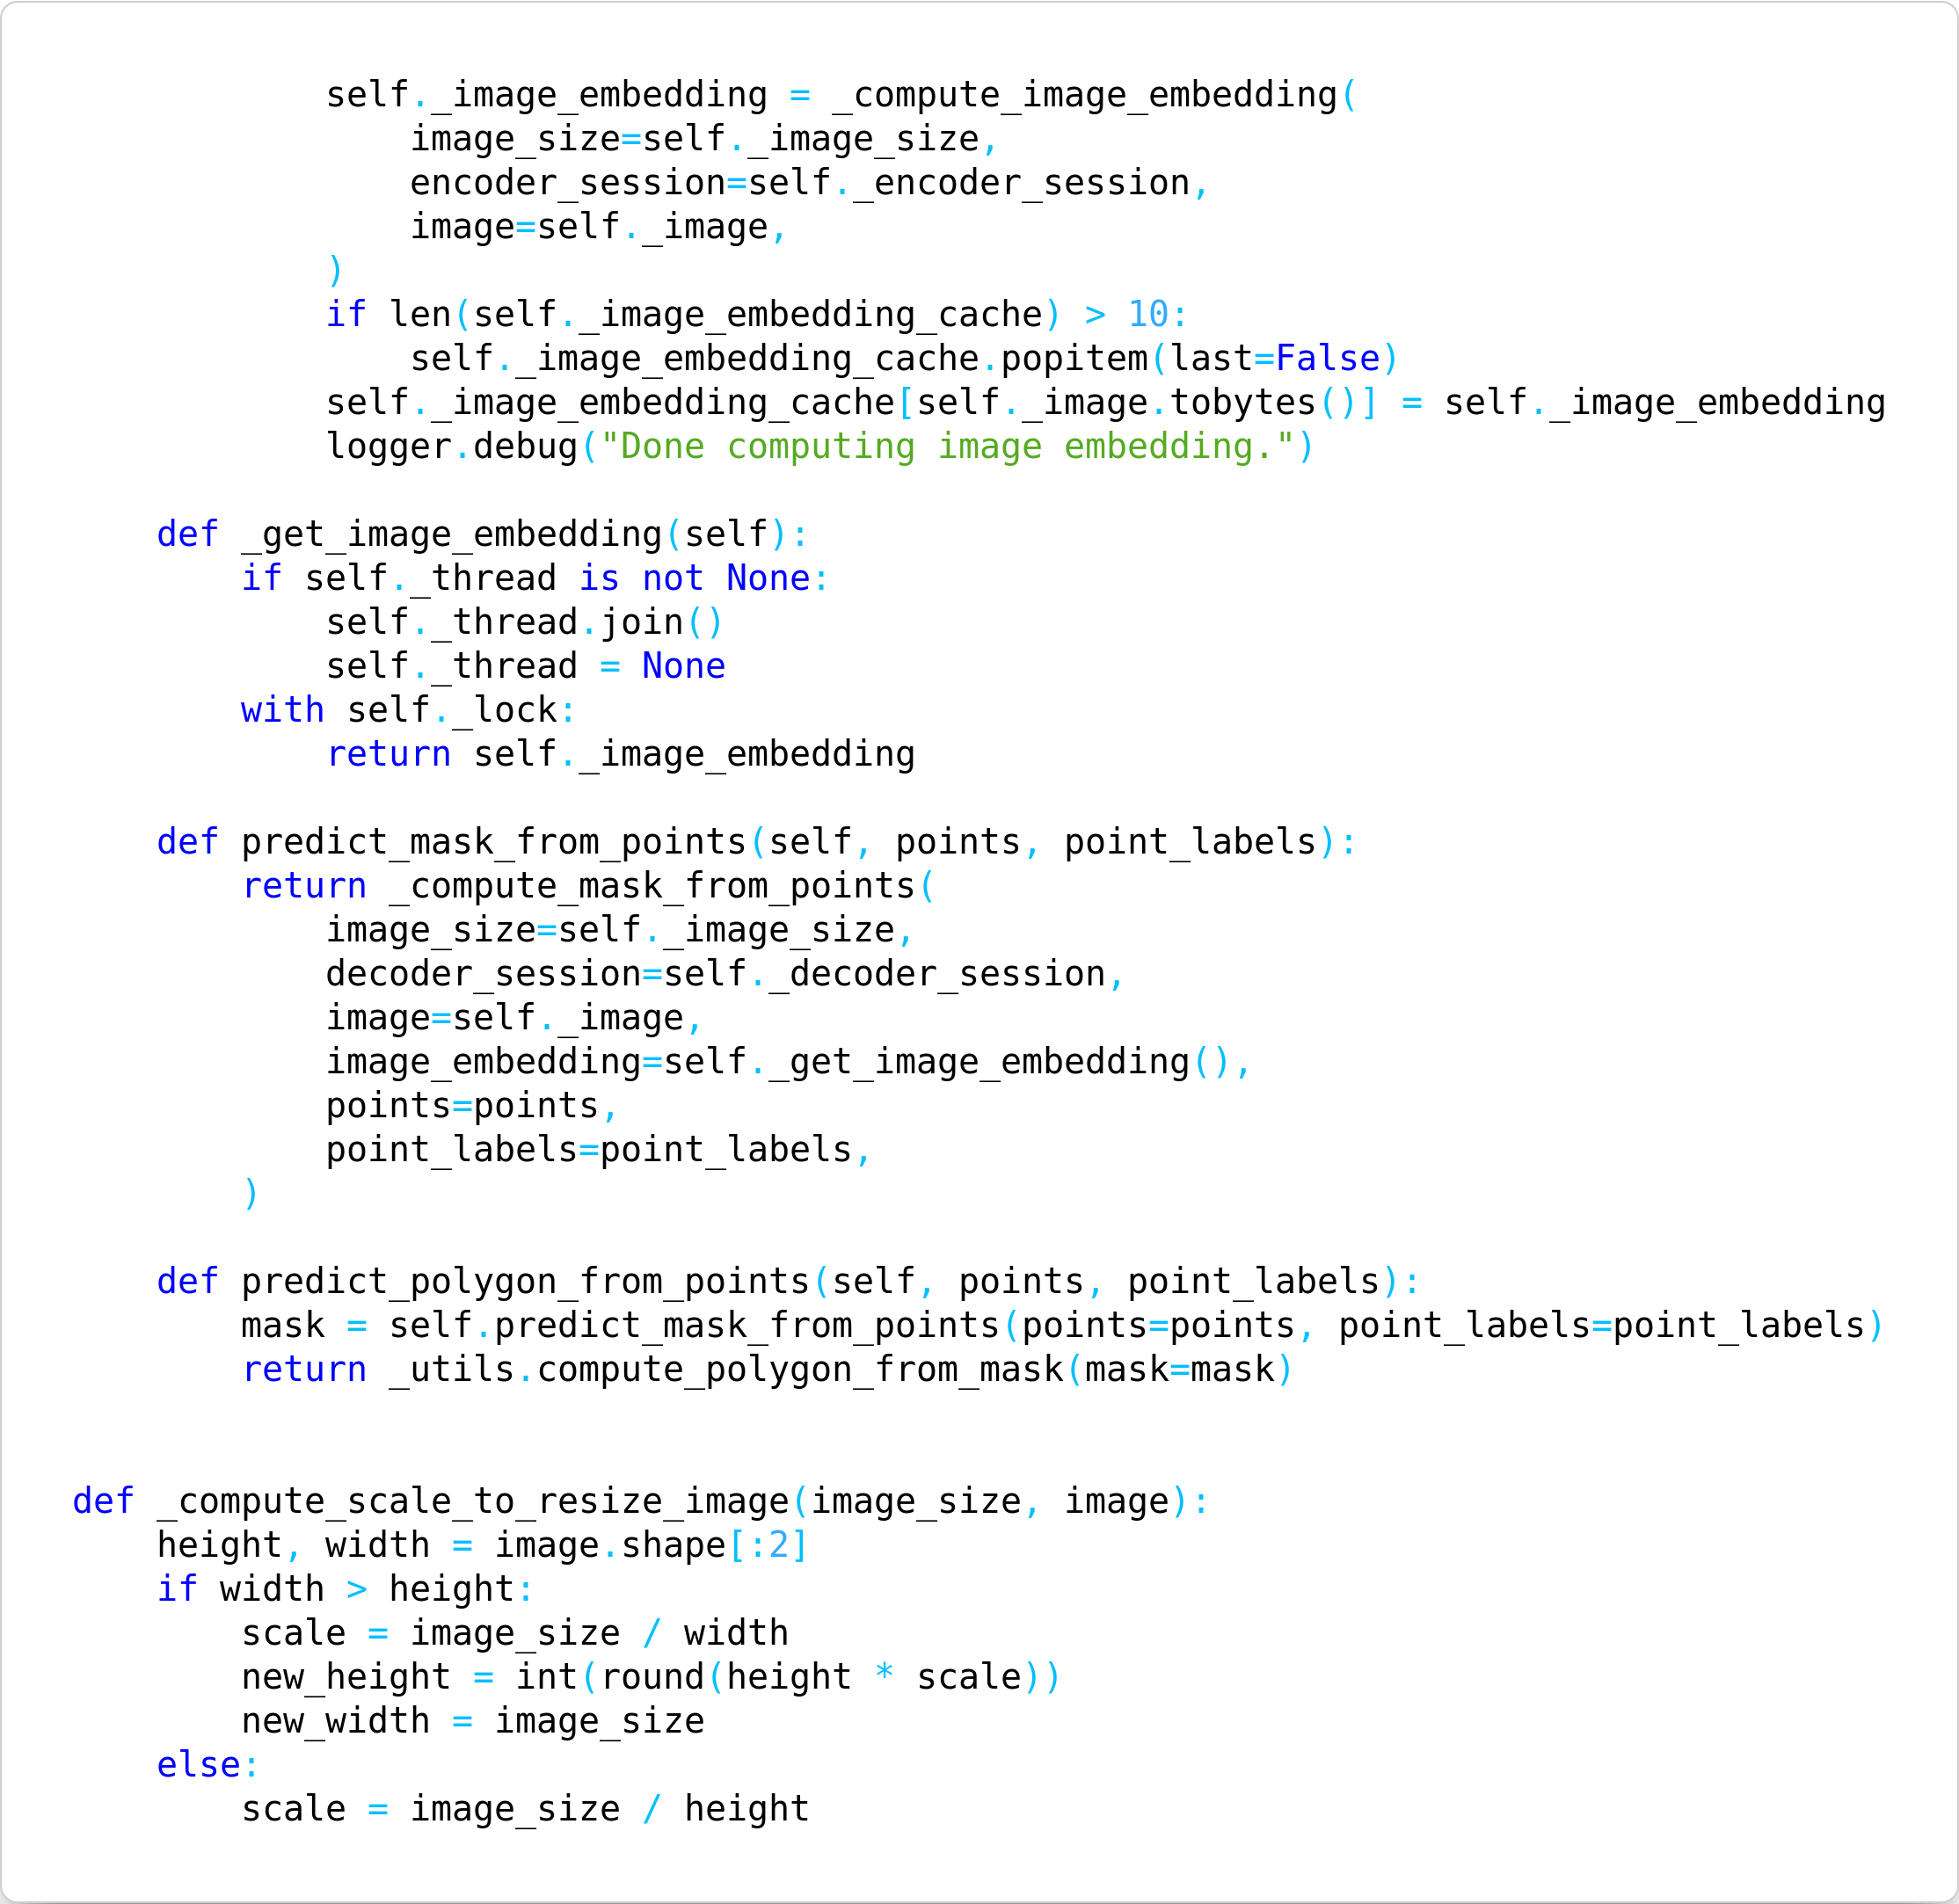 self._image_embedding = _compute_image_embedding(
                image_size=self._image_size,
                encoder_session=self._encoder_session,
                image=self._image,
            )
            if len(self._image_embedding_cache) > 10:
                self._image_embedding_cache.popitem(last=False)
            self._image_embedding_cache[self._image.tobytes()] = self._image_embedding
            logger.debug("Done computing image embedding.")

    def _get_image_embedding(self):
        if self._thread is not None:
            self._thread.join()
            self._thread = None
        with self._lock:
            return self._image_embedding

    def predict_mask_from_points(self, points, point_labels):
        return _compute_mask_from_points(
            image_size=self._image_size,
            decoder_session=self._decoder_session,
            image=self._image,
            image_embedding=self._get_image_embedding(),
            points=points,
            point_labels=point_labels,
        )

    def predict_polygon_from_points(self, points, point_labels):
        mask = self.predict_mask_from_points(points=points, point_labels=point_labels)
        return _utils.compute_polygon_from_mask(mask=mask)


def _compute_scale_to_resize_image(image_size, image):
    height, width = image.shape[:2]
    if width > height:
        scale = image_size / width
        new_height = int(round(height * scale))
        new_width = image_size
    else:
        scale = image_size / height